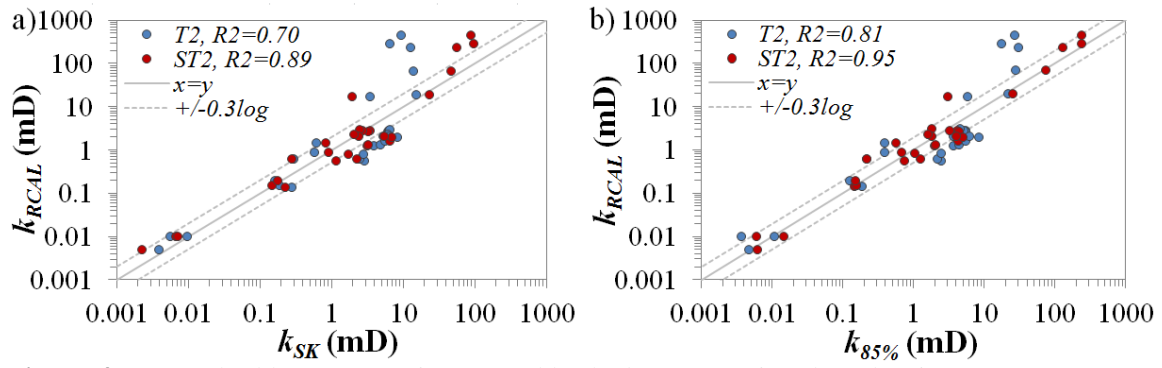 a)
T2, R2=0.70
ST2, R2=0.89
x=y
+/-0.3log
1000
100
10
1
0.1
0.01
0.001
kRCAL (mD)
0.001 0.01 0.1 1 10 100 1000
kSK (mD)
b)
T2, R2=0.81
ST2, R2=0.95
x=y
+/-0.3log
1000
100
10
1
0.1
0.01
0.001
kRCAL (mD)
0.001 0.01 0.1 1 10 100 1000
k85% (mD)